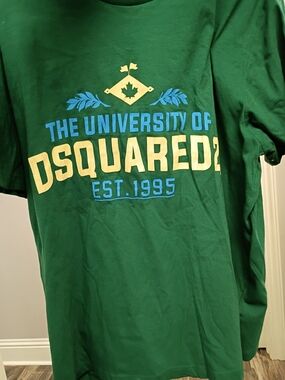 THE UNIVERSITY OF
DSQUARED2
EST.1995